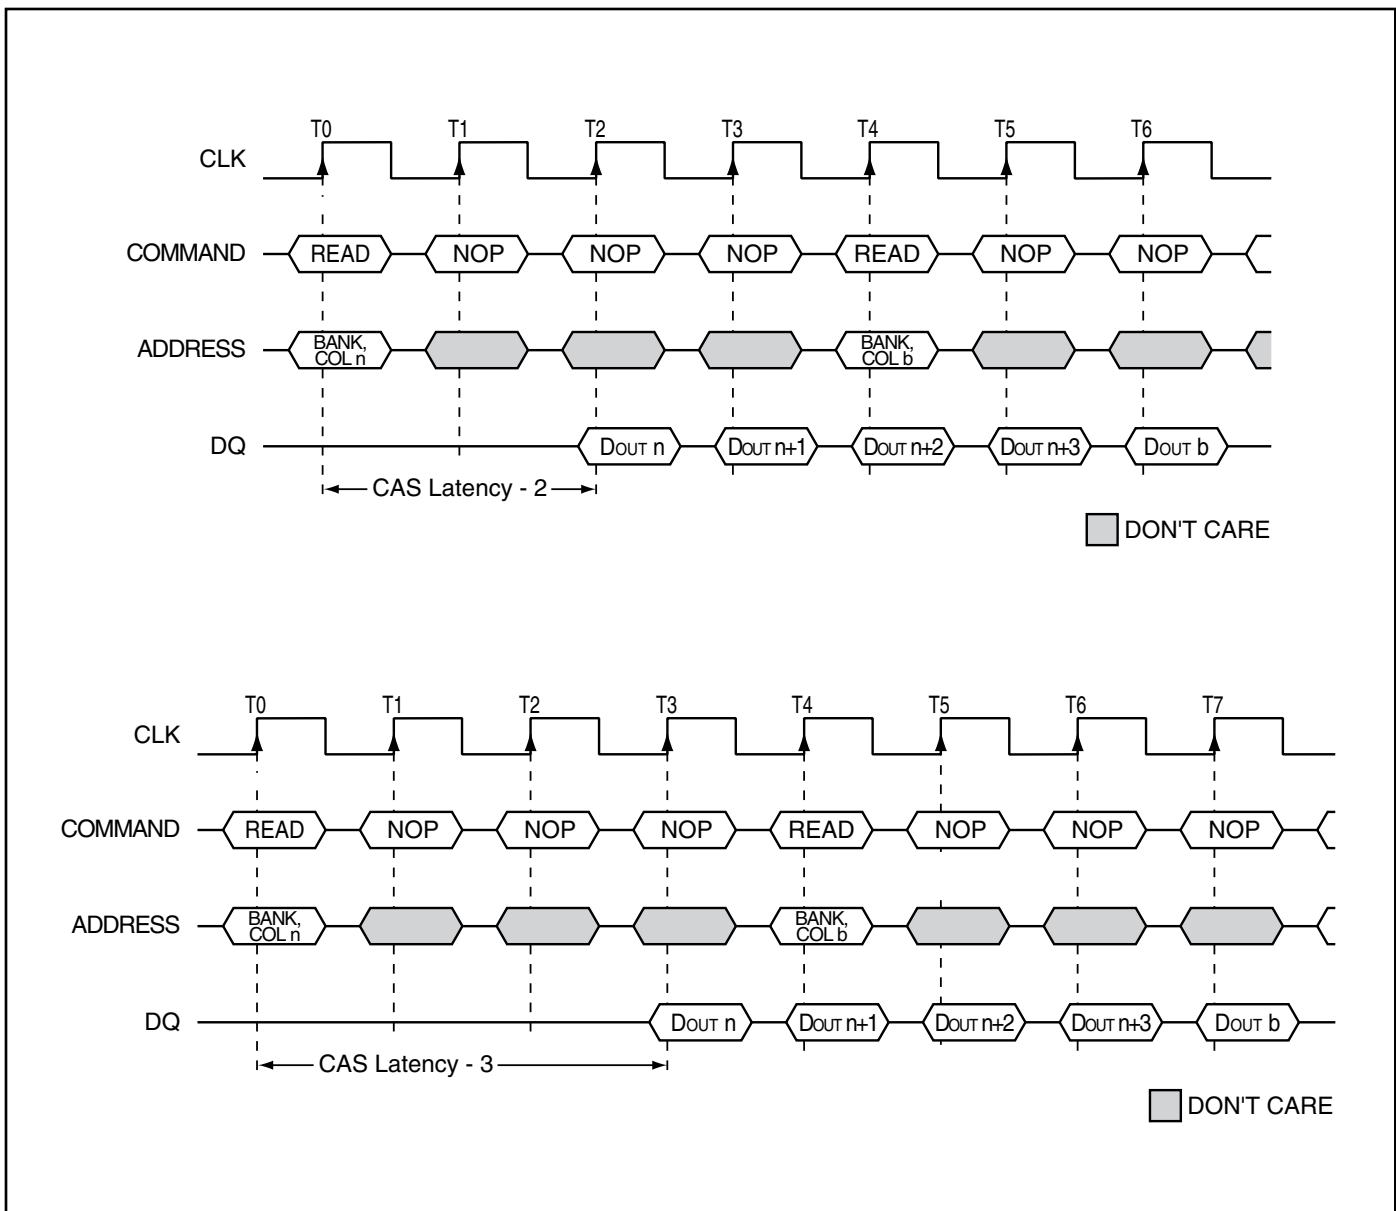 T0 T1 T2 T3 T4 T5 T6
CLK
COMMAND READ NOP NOP NOP READ NOP NOP
ADDRESS BANK, COL n BANK, COL b
DQ DOUT n DOUT n+1 DOUT n+2 DOUT n+3 DOUT b
CAS Latency - 2
DON'T CARE
T0 T1 T2 T3 T4 T5 T6 T7
CLK
COMMAND READ NOP NOP NOP READ NOP NOP NOP
ADDRESS BANK, COL n BANK, COL b
DQ DOUT n DOUT n+1 DOUT n+2 DOUT n+3 DOUT b
CAS Latency - 3
DON'T CARE